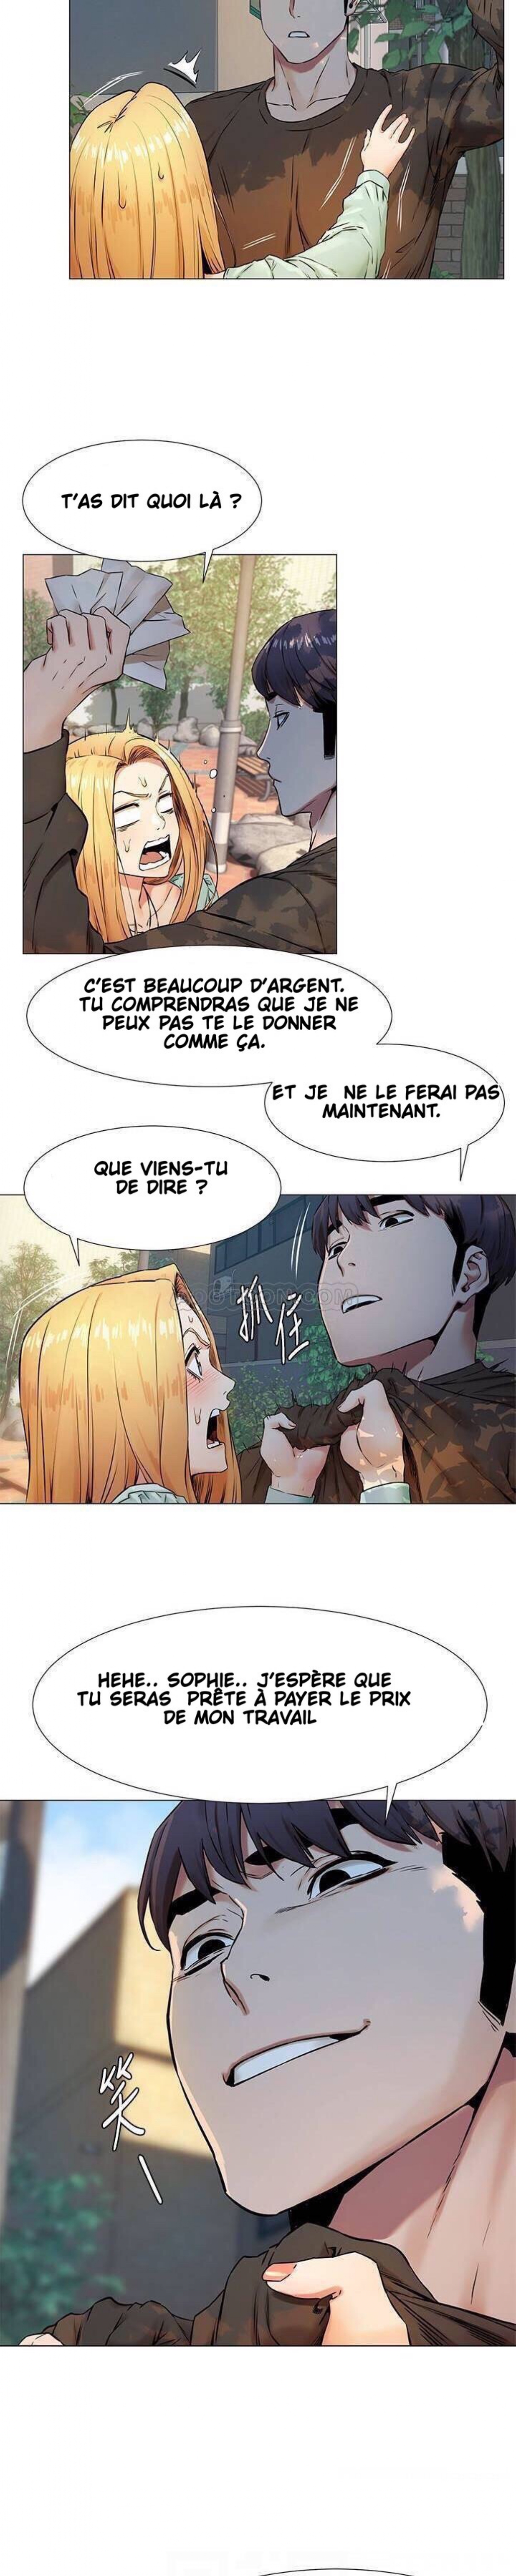 T'AS DIT QUOI LÀ ?
C'EST BEAUCOUP D'ARGENT.
TU COMPRENDRAS QUE JE NE
PEUX PAS TE LE DONNER
COMME ÇA.
ET JE NE LE FERAI PAS
MAINTENANT.
QUE VIENS-TU
DE DIRE ?
抓住
HEHE.. SOPHIE.. J'ESPÈRE QUE
TU SERAS PRÊTE À PAYER LE PRIX
DE MON TRAVAIL
笑